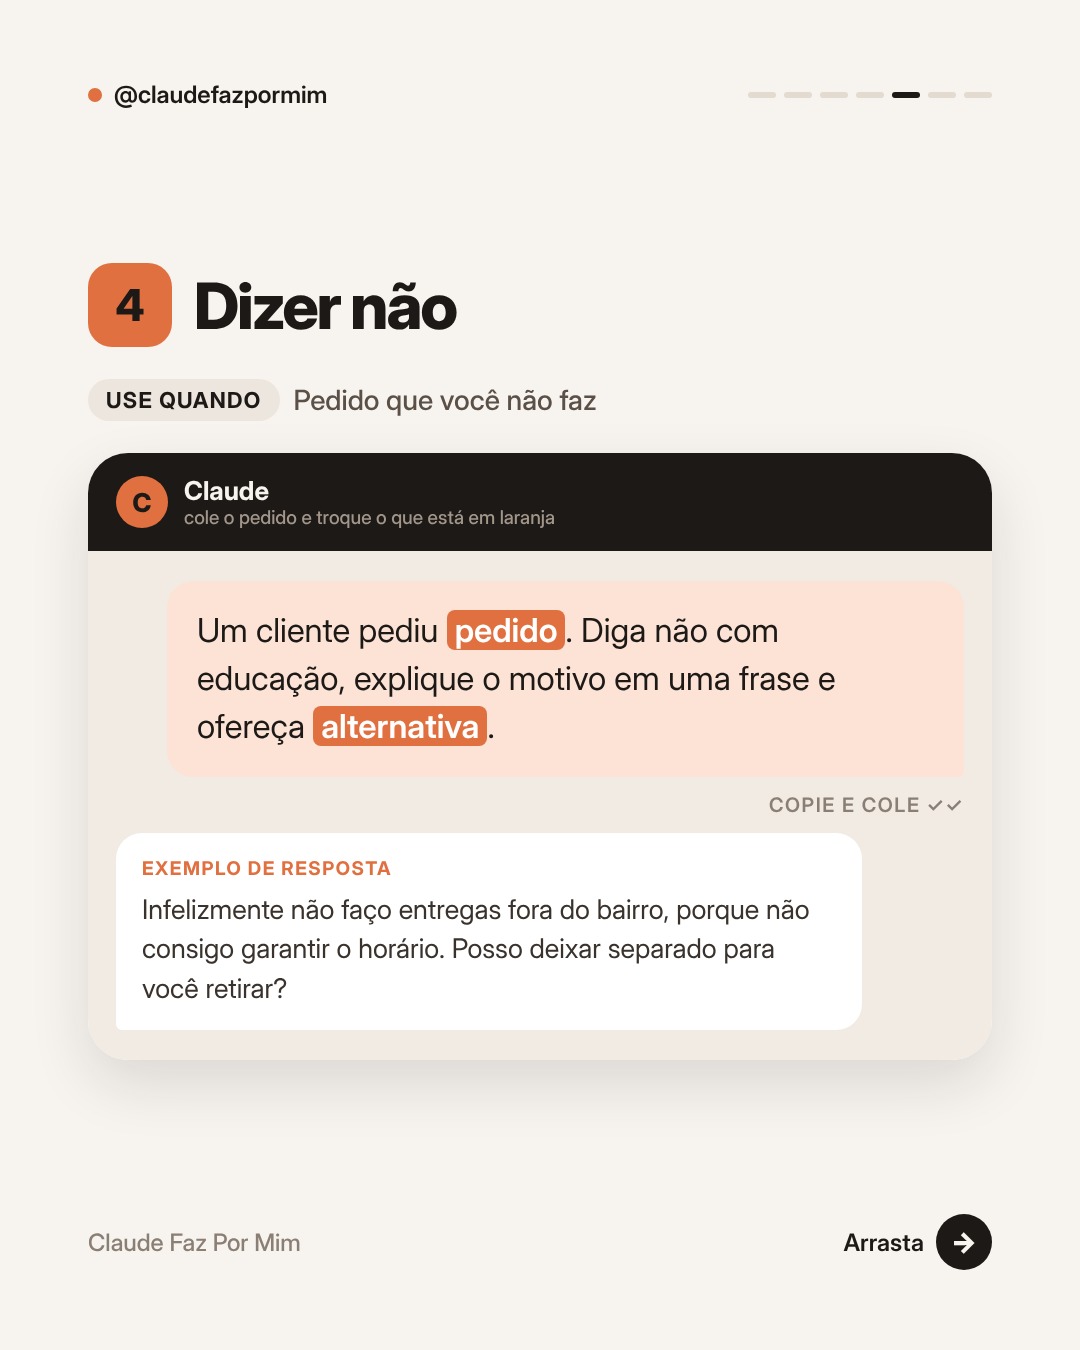 @claudefazpormim
4 Dizer não
USE QUANDO Pedido que você não faz
C
Claude
cole o pedido e troque o que está em laranja
Um cliente pediu pedido. Diga não com
educação, explique o motivo em uma frase e
ofereça alternativa.
COPIE E COLE ✓✓
EXEMPLO DE RESPOSTA
Infelizmente não faço entregas fora do bairro, porque não
consigo garantir o horário. Posso deixar separado para
você retirar?
Claude Faz Por Mim
Arrasta →